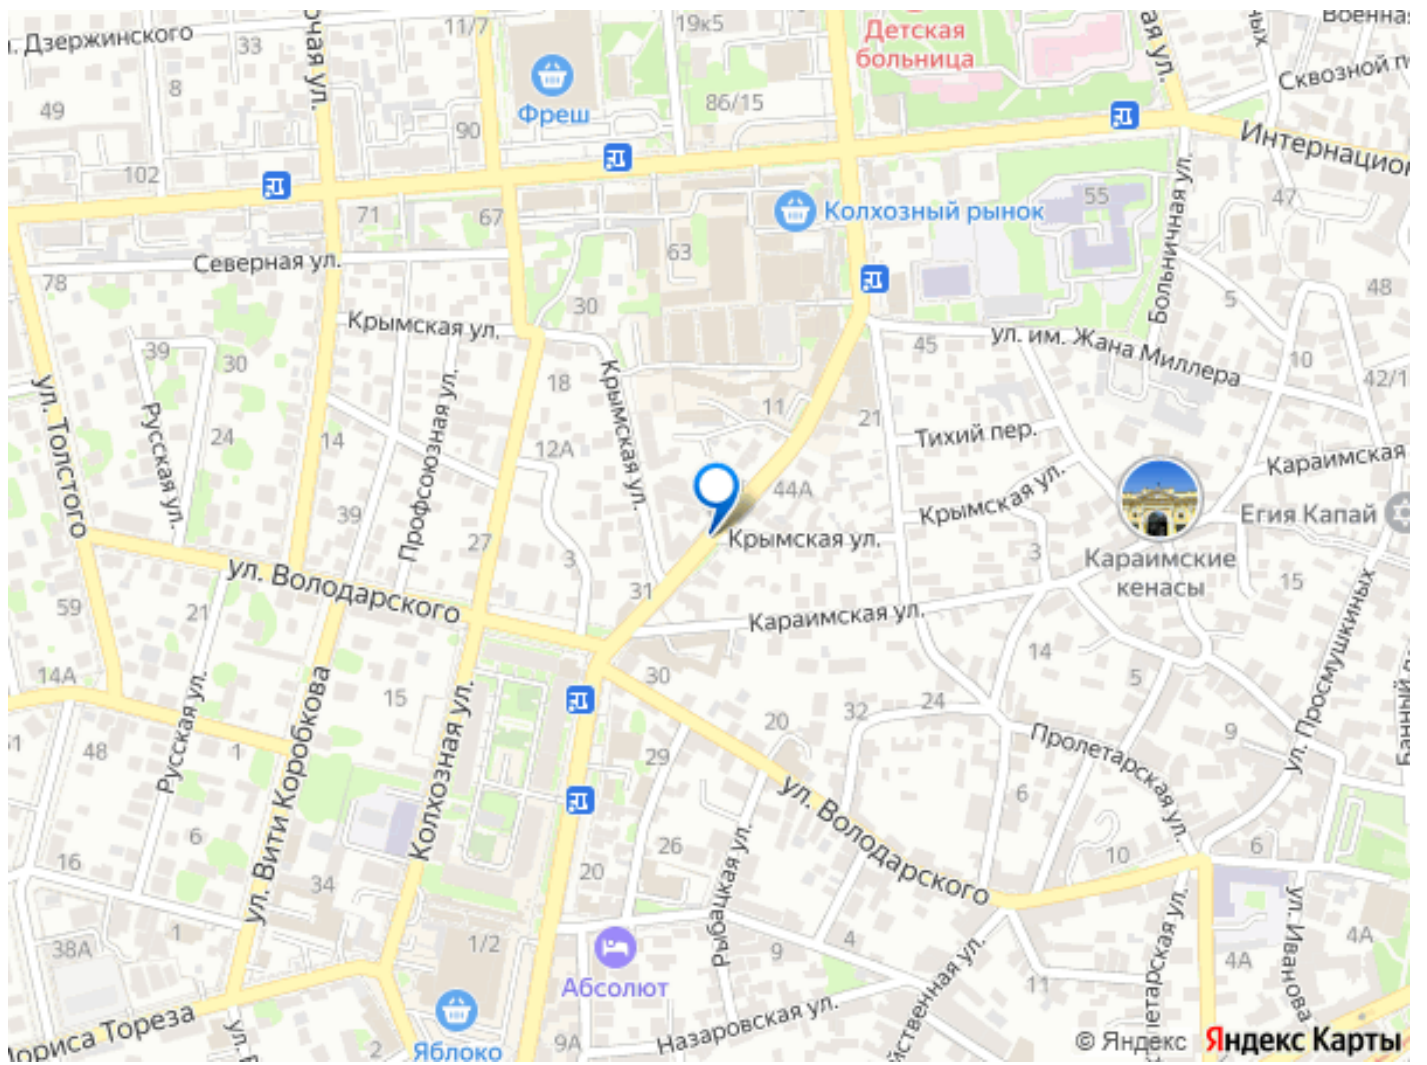 11/7
19к5
Военна
Дзержинского
33
Детская
больница
49
8
86/15
Фреш
90
Сквозной п
Интернацион
102
71
67
Колхозный рынок
55
47
Северная ул.
63
Больничная ул.
78
30
5
48
Крымская ул.
45
ул. им. Жана Миллера
39
30
10
42/1
18
Крымская ул.
11
21
ул. Толстого
Профсоюзная ул.
Русская ул.
24
14
12А
Тихий пер.
Караимская
44А
Крымская ул.
39
27
3
Крымская ул.
3
Егия Капай
Караимские
кенасы
15
ул. Володарского
31
59
21
Караимская ул.
14А
15
30
14
5
ул. Просмушкиных
Русская ул.
ул. Вити Коробкова
Колхозная ул.
24
32
20
9
Пролетарская ул.
48
1
29
6
ул. Володарского
6
16
26
20
34
10
6
Рыбацкая ул.
38А
1
1/2
9
4
4А
4А
Абсолют
11
ул. Иванова
Назаровская ул.
ориса Тореза
2
Яблоко
9А
© Яндекс
Яндекс Карты